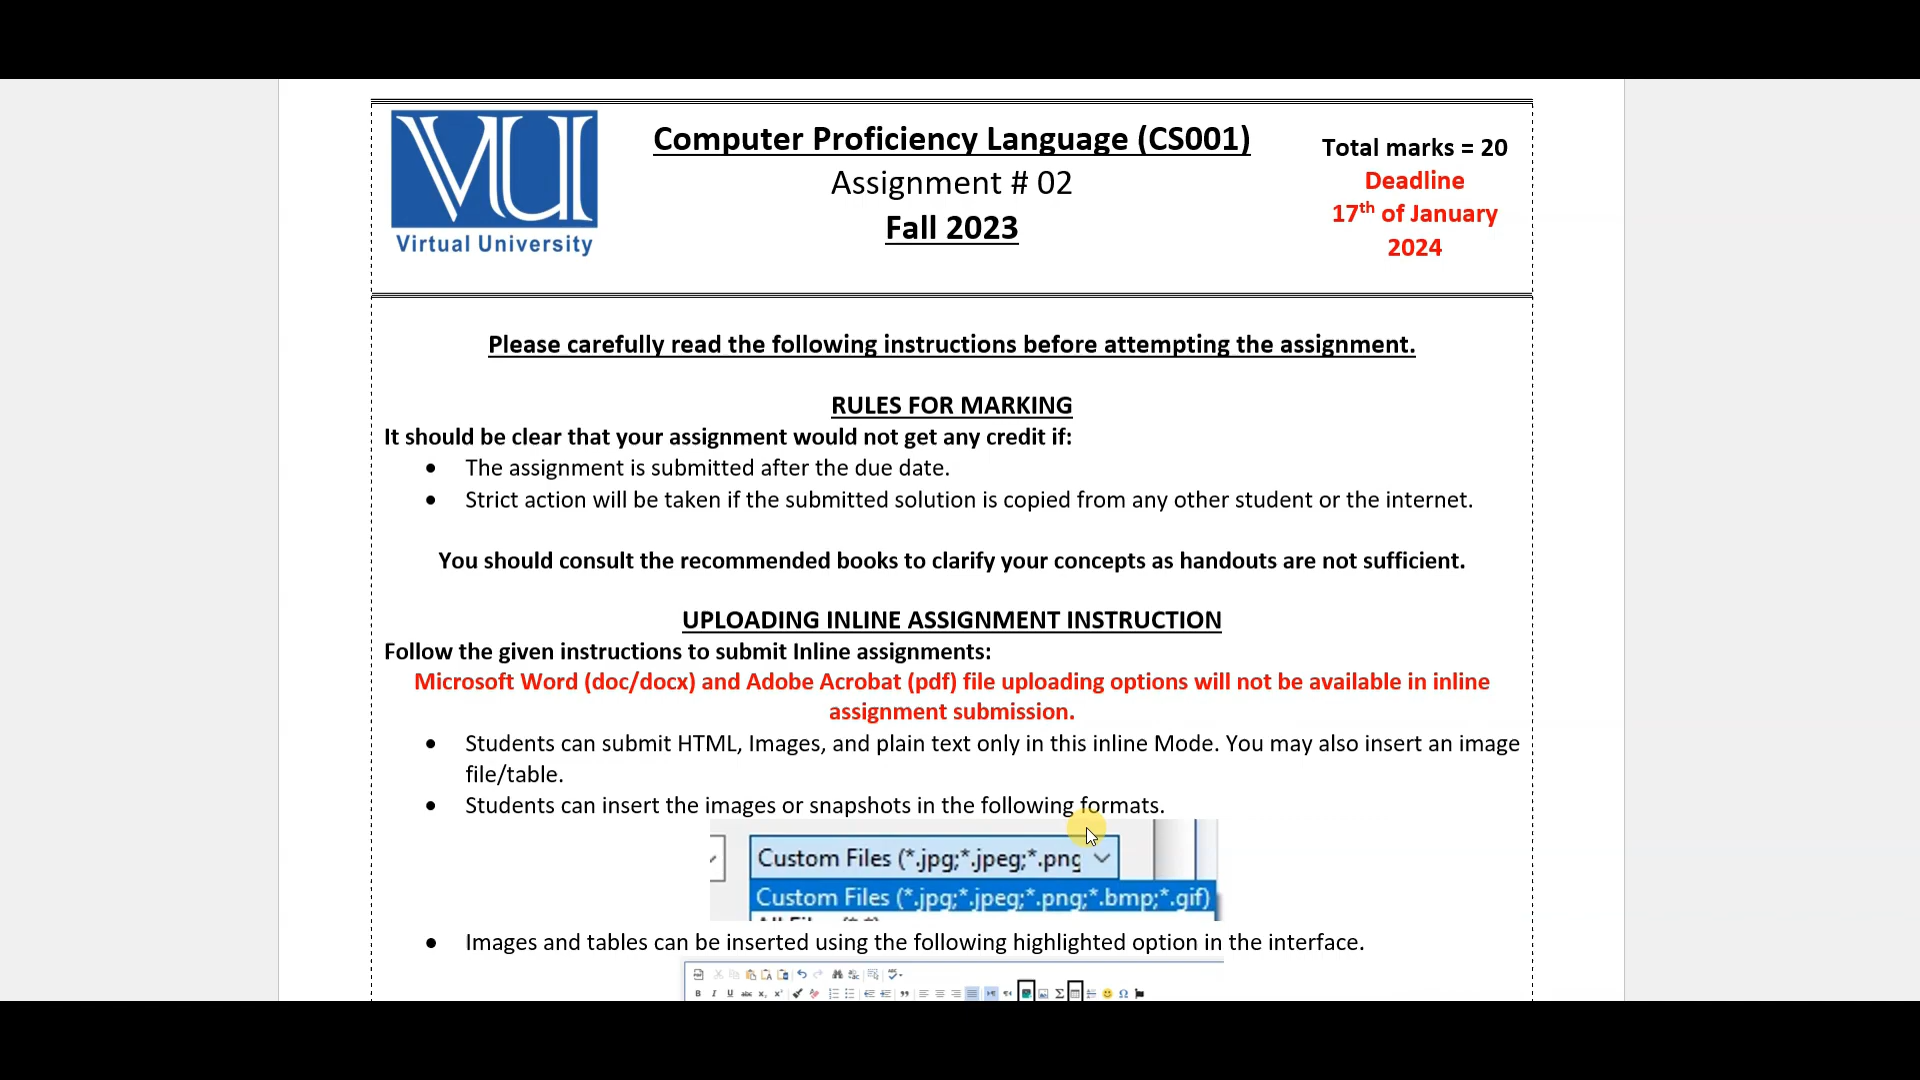 VU
Virtual University
Computer Proficiency Language (CS001)
Assignment # 02
Fall 2023
Total marks = 20
Deadline
17th of January
2024
Please carefully read the following instructions before attempting the assignment.
RULES FOR MARKING
It should be clear that your assignment would not get any credit if:
• The assignment is submitted after the due date.
• Strict action will be taken if the submitted solution is copied from any other student or the internet.
You should consult the recommended books to clarify your concepts as handouts are not sufficient.
UPLOADING INLINE ASSIGNMENT INSTRUCTION
Follow the given instructions to submit Inline assignments:
Microsoft Word (doc/docx) and Adobe Acrobat (pdf) file uploading options will not be available in inline
assignment submission.
• Students can submit HTML, Images, and plain text only in this inline Mode. You may also insert an image
file/table.
• Students can insert the images or snapshots in the following formats.
Custom Files (*.jpg;*.jpeg;*.png
Custom Files (*.jpg;*.jpeg;*.png;*.bmp;*.gif)
• Images and tables can be inserted using the following highlighted option in the interface.